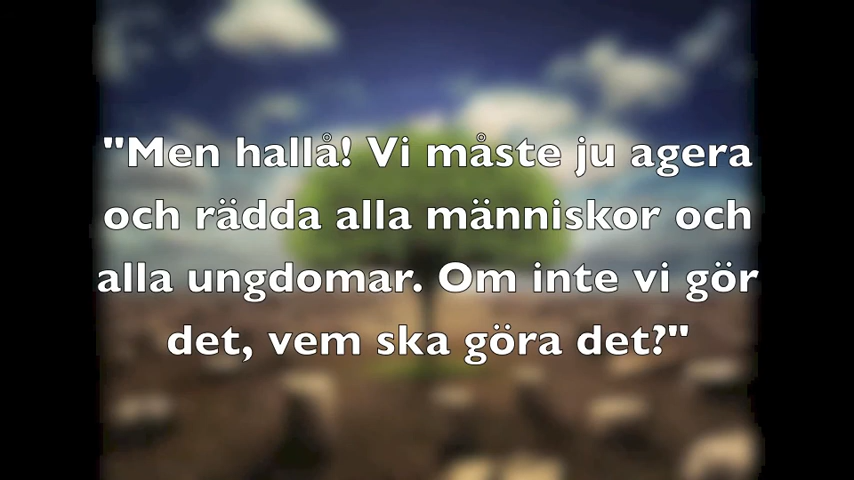 "Men hallå! Vi måste ju agera
och rädda alla människor och
alla ungdomar. Om inte vi gör
det, vem ska göra det?"